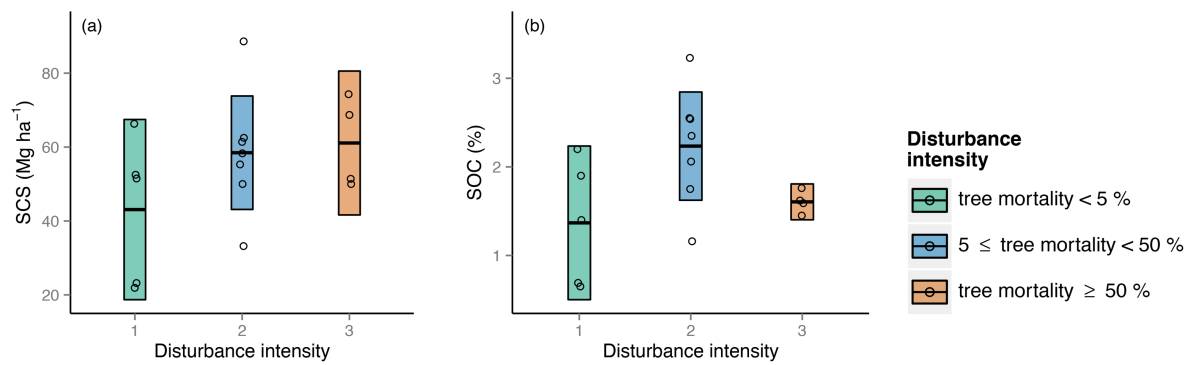 (a)
SCS (Mg ha⁻¹)
80
60
40
20
1 2 3
Disturbance intensity
(b)
SOC (%)
3
2
1
1 2 3
Disturbance intensity
Disturbance
intensity
tree mortality < 5 %
5 ≤ tree mortality < 50 %
tree mortality ≥ 50 %